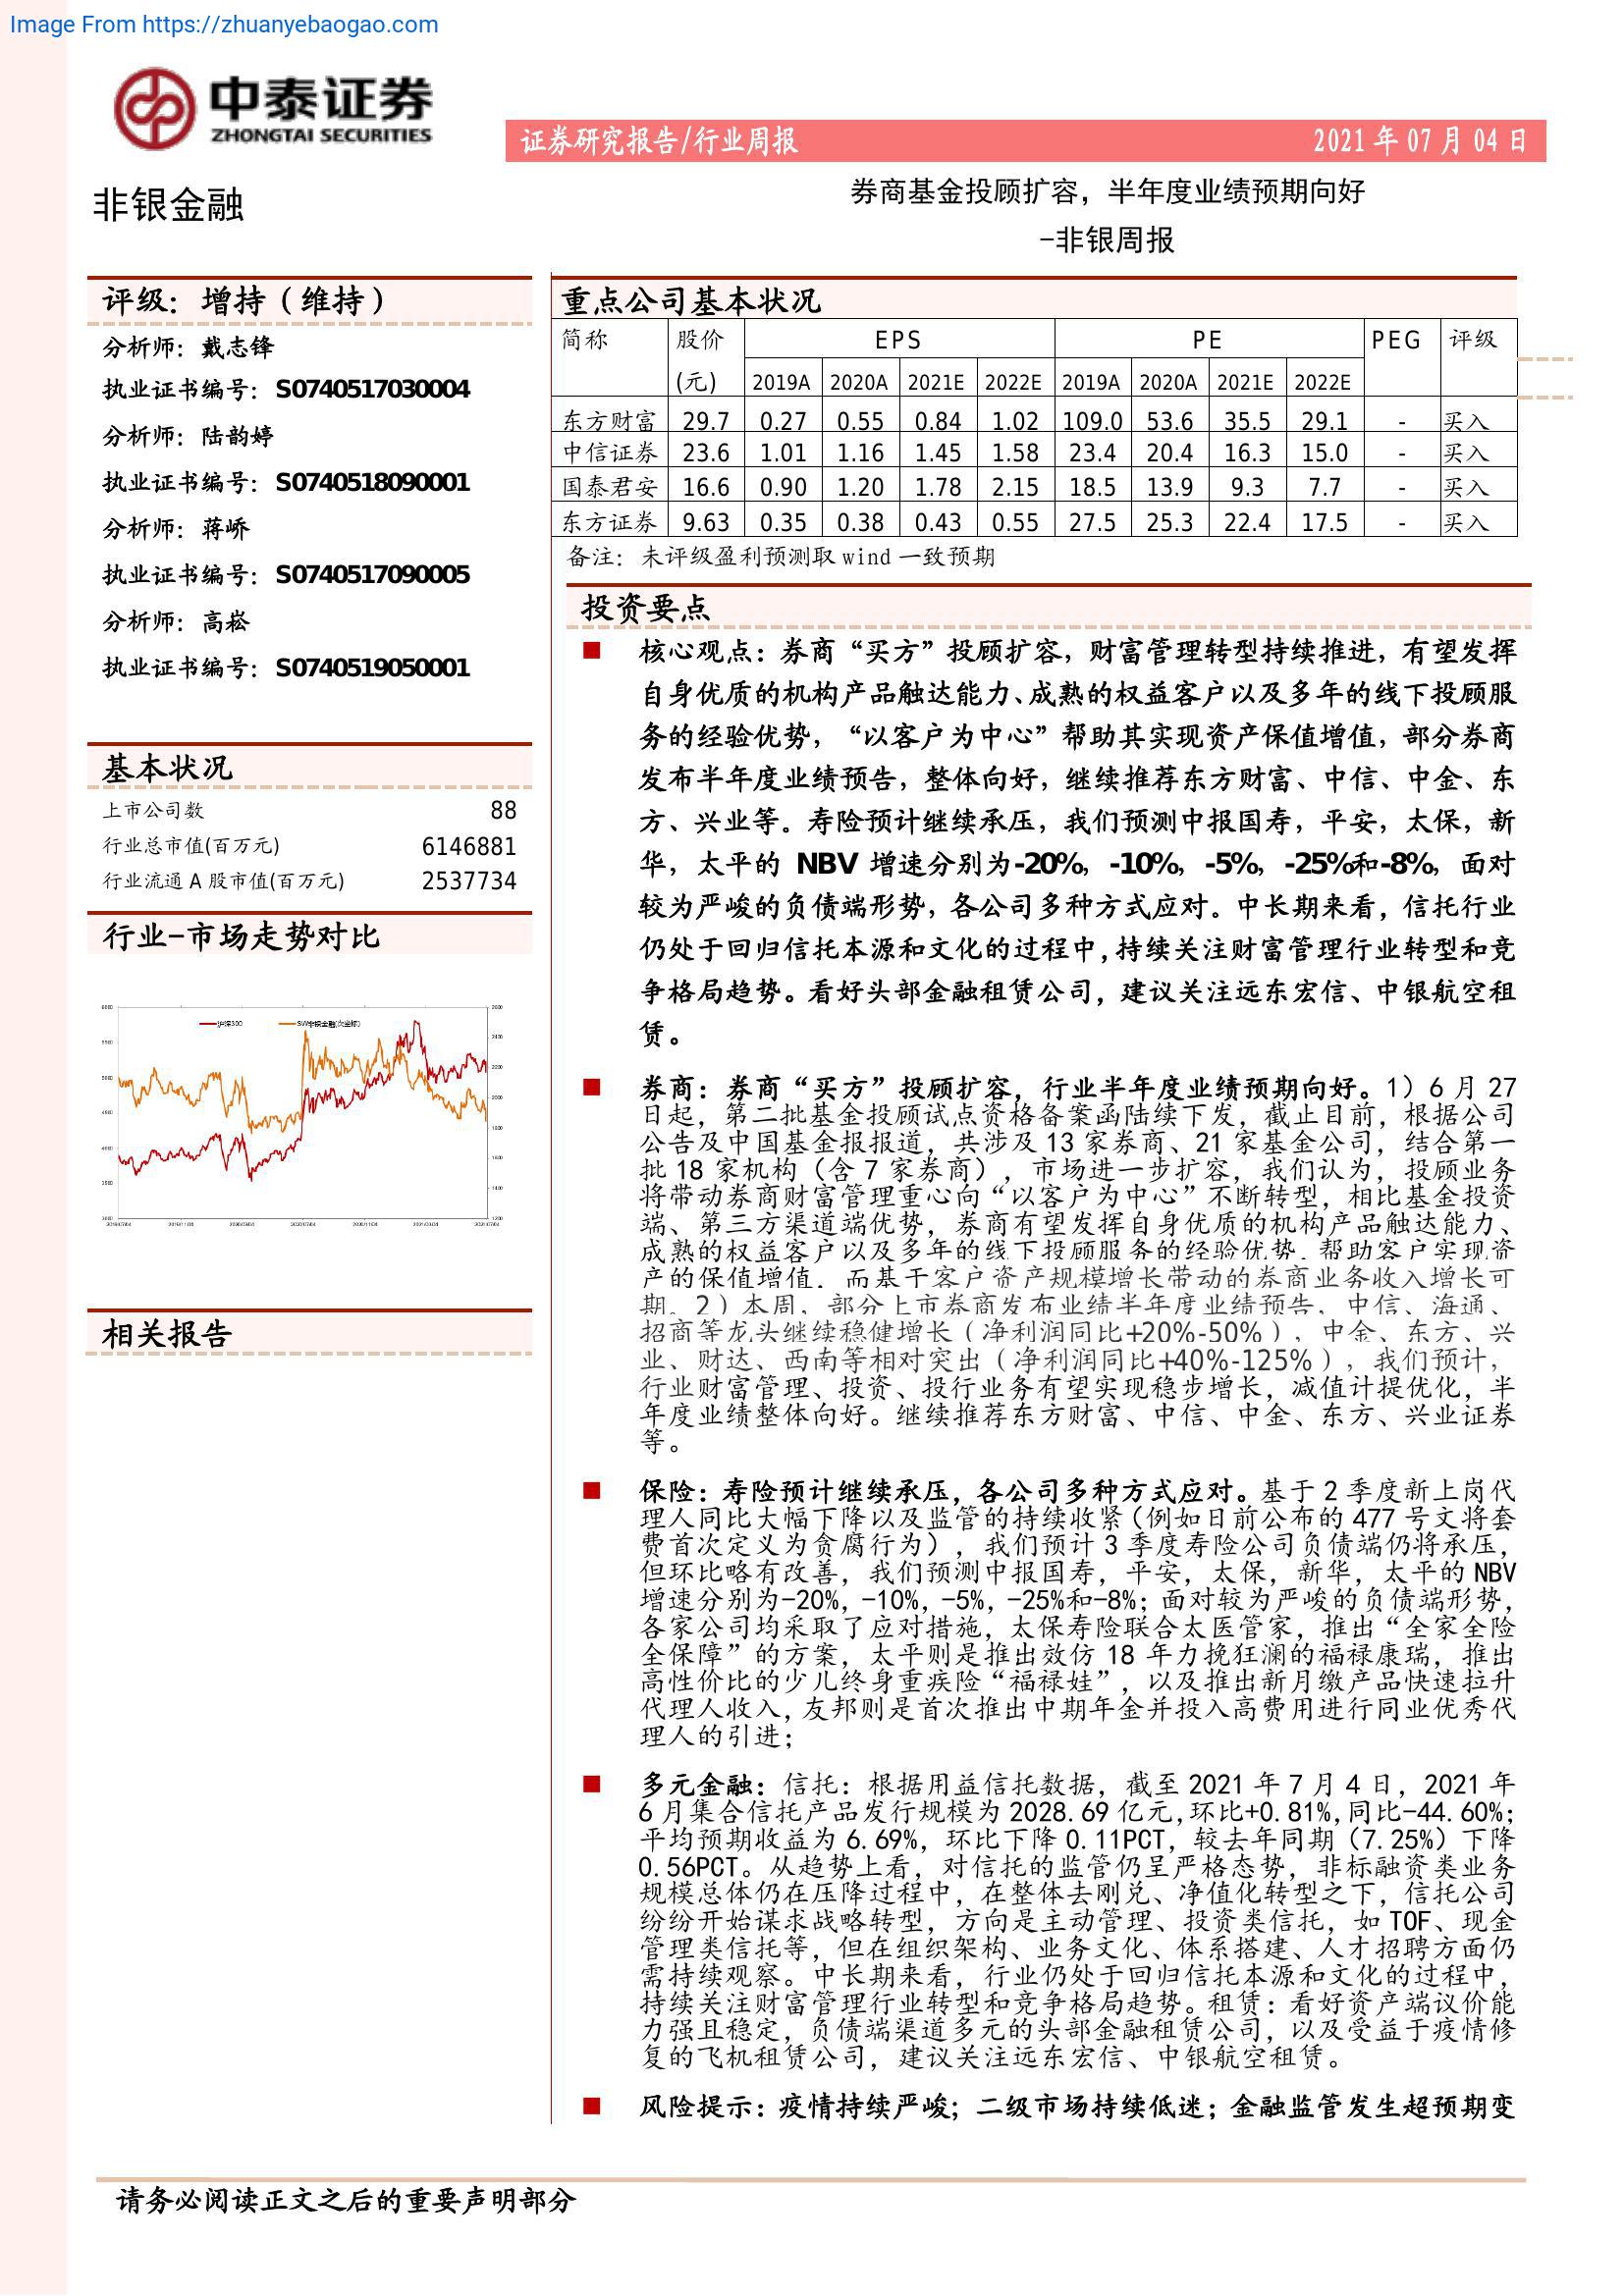 Image From https://zhuanyebaogao.com
中泰证券
ZHONGTAI SECURITIES
证券研究报告/行业周报 2021 年 07 月 04 日
非银金融
券商基金投顾扩容，半年度业绩预期向好
-非银周报
评级：增持（维持）
分析师：戴志锋
执业证书编号：S0740517030004
分析师：陆韵婷
执业证书编号：S0740518090001
分析师：蒋峤
执业证书编号：S0740517090005
分析师：高崧
执业证书编号：S0740519050001
基本状况
上市公司数 88
行业总市值(百万元) 6146881
行业流通 A 股市值(百万元) 2537734
行业-市场走势对比
沪深300 SW非银金融(次坐标)
相关报告
重点公司基本状况
简称 股价 EPS PE PEG 评级
(元) 2019A 2020A 2021E 2022E 2019A 2020A 2021E 2022E
东方财富 29.7 0.27 0.55 0.84 1.02 109.0 53.6 35.5 29.1 - 买入
中信证券 23.6 1.01 1.16 1.45 1.58 23.4 20.4 16.3 15.0 - 买入
国泰君安 16.6 0.90 1.20 1.78 2.15 18.5 13.9 9.3 7.7 - 买入
东方证券 9.63 0.35 0.38 0.43 0.55 27.5 25.3 22.4 17.5 - 买入
备注：未评级盈利预测取 wind 一致预期
投资要点
■ 核心观点：券商“买方”投顾扩容，财富管理转型持续推进，有望发挥
自身优质的机构产品触达能力、成熟的权益客户以及多年的线下投顾服
务的经验优势，“以客户为中心”帮助其实现资产保值增值，部分券商
发布半年度业绩预告，整体向好，继续推荐东方财富、中信、中金、东
方、兴业等。寿险预计继续承压，我们预测中报国寿，平安，太保，新
华，太平的 NBV 增速分别为-20%，-10%，-5%，-25%和-8%，面对
较为严峻的负债端形势，各公司多种方式应对。中长期来看，信托行业
仍处于回归信托本源和文化的过程中，持续关注财富管理行业转型和竞
争格局趋势。看好头部金融租赁公司，建议关注远东宏信、中银航空租
赁。
■ 券商：券商“买方”投顾扩容，行业半年度业绩预期向好。1）6 月 27
日起，第二批基金投顾试点资格备案函陆续下发，截止目前，根据公司
公告及中国基金报报道，共涉及 13 家券商、21 家基金公司，结合第一
批 18 家机构（含 7 家券商），市场进一步扩容，我们认为，投顾业务
将带动券商财富管理重心向“以客户为中心”不断转型，相比基金投资
端、第三方渠道端优势，券商有望发挥自身优质的机构产品触达能力、
成熟的权益客户以及多年的线下投顾服务的经验优势，帮助客户实现资
产的保值增值，而基于客户资产规模增长带动的券商业务收入增长可
期。2）本周，部分上市券商发布业绩半年度业绩预告，中信、海通、
招商等龙头继续稳健增长（净利润同比+20%-50%），中金、东方、兴
业、财达、西南等相对突出（净利润同比+40%-125%），我们预计，
行业财富管理、投资、投行业务有望实现稳步增长，减值计提优化，半
年度业绩整体向好。继续推荐东方财富、中信、中金、东方、兴业证券
等。
■ 保险：寿险预计继续承压，各公司多种方式应对。基于 2 季度新上岗代
理人同比大幅下降以及监管的持续收紧（例如日前公布的 477 号文将套
费首次定义为贪腐行为），我们预计 3 季度寿险公司负债端仍将承压，
但环比略有改善，我们预测中报国寿，平安，太保，新华，太平的 NBV
增速分别为-20%，-10%，-5%，-25%和-8%；面对较为严峻的负债端形势，
各家公司均采取了应对措施，太保寿险联合太医管家，推出“全家全险
全保障”的方案，太平则是推出效仿 18 年力挽狂澜的福禄康瑞，推出
高性价比的少儿终身重疾险“福禄娃”，以及推出新月缴产品快速拉升
代理人收入，友邦则是首次推出中期年金并投入高费用进行同业优秀代
理人的引进；
■ 多元金融：信托：根据用益信托数据，截至 2021 年 7 月 4 日，2021 年
6 月集合信托产品发行规模为 2028.69 亿元,环比+0.81%,同比-44.60%；
平均预期收益为 6.69%，环比下降 0.11PCT，较去年同期（7.25%）下降
0.56PCT。从趋势上看，对信托的监管仍呈严格态势，非标融资类业务
规模总体仍在压降过程中，在整体去刚兑、净值化转型之下，信托公司
纷纷开始谋求战略转型，方向是主动管理、投资类信托，如 TOF、现金
管理类信托等，但在组织架构、业务文化、体系搭建、人才招聘方面仍
需持续观察。中长期来看，行业仍处于回归信托本源和文化的过程中，
持续关注财富管理行业转型和竞争格局趋势。租赁：看好资产端议价能
力强且稳定，负债端渠道多元的头部金融租赁公司，以及受益于疫情修
复的飞机租赁公司，建议关注远东宏信、中银航空租赁。
■ 风险提示：疫情持续严峻；二级市场持续低迷；金融监管发生超预期变
请务必阅读正文之后的重要声明部分